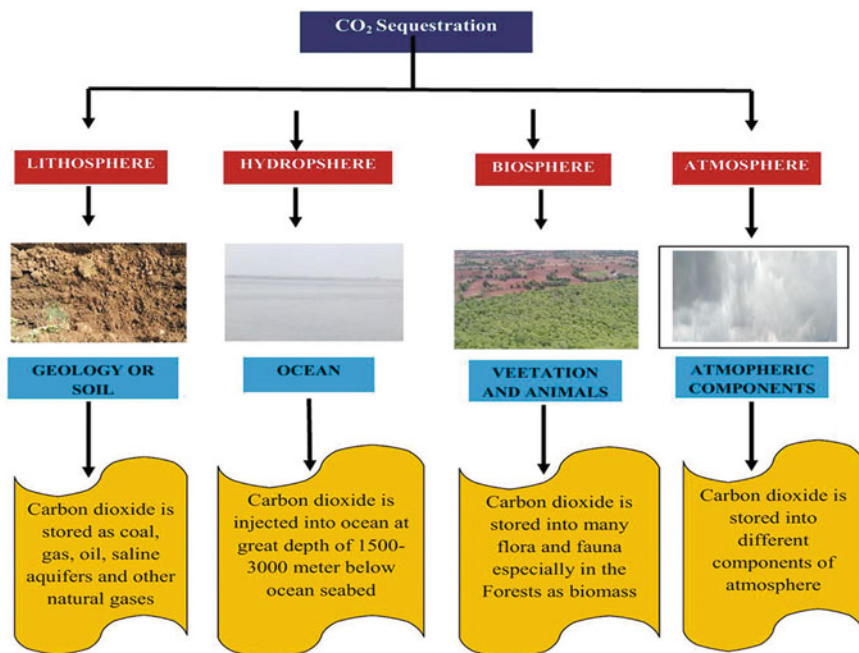 CO₂ Sequestration
LITHOSPHERE
HYDROPSHERE
BIOSPHERE
ATMOSPHERE
GEOLOGY OR
SOIL
OCEAN
VEETATION
AND ANIMALS
ATMOPHERIC
COMPONENTS
Carbon dioxide is
stored as coal,
gas, oil, saline
aquifers and other
natural gases
Carbon dioxide is
injected into ocean at
great depth of 1500-
3000 meter below
ocean seabed
Carbon dioxide is
stored into many
flora and fauna
especially in the
Forests as biomass
Carbon dioxide is
stored into
different
components of
atmosphere